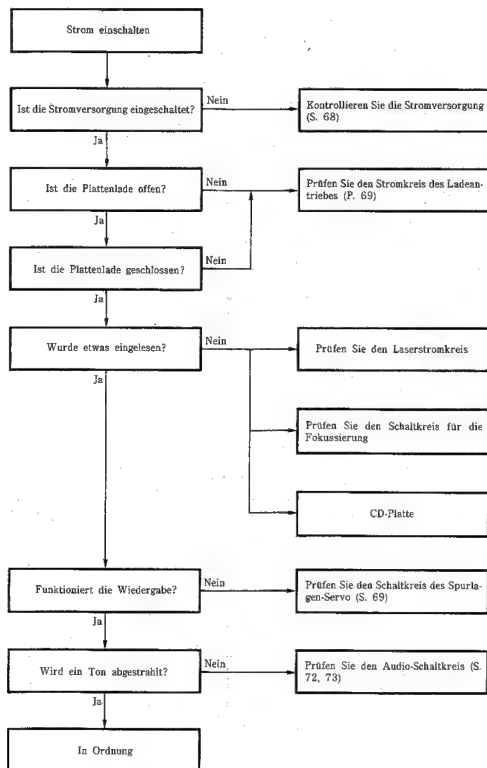 Strom einschalten
Ist die Stromversorgung eingeschaltet?
Nein
Kontrollieren Sie die Stromversorgung
(S. 68)
Ja
Ist die Plattenlade offen?
Nein
Prüfen Sie den Stromkreis des Ladean-
triebes (P. 69)
Ja
Ist die Plattenlade geschlossen?
Nein
Ja
Wurde etwas eingelesen?
Nein
Prüfen Sie den Laserstromkreis
Ja
Prüfen Sie den Schaltkreis für die
Fokussierung
CD-Platte
Funktioniert die Wiedergabe?
Nein
Prüfen Sie den Schaltkreis des Spurla-
gen-Servo (S. 69)
Ja
Wird ein Ton abgestrahlt?
Nein
Prüfen Sie den Audio-Schaltkreis (S.
72, 73)
Ja
In Ordnung